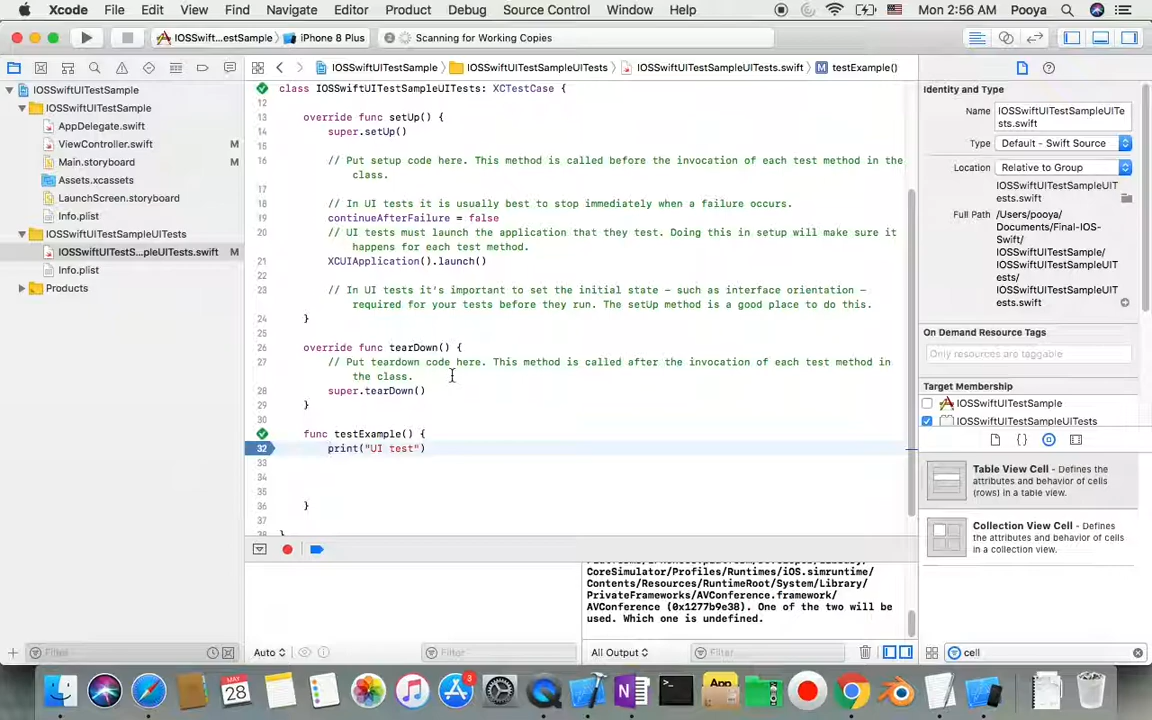 Xcode File Edit View Find Navigate Editor Product Debug Source Control Window Help Mon 2:56 AM Pooya
IOSSwift...estSample iPhone 8 Plus Scanning for Working Copies
IOSSwiftUITestSample IOSSwiftUITestSampleUITests IOSSwiftUITestSampleUITests.swift M testExample()
IOSSwiftUITestSample
IOSSwiftUITestSample
AppDelegate.swift
ViewController.swift M
Main.storyboard M
Assets.xcassets
LaunchScreen.storyboard
Info.plist
IOSSwiftUITestSampleUITests
IOSSwiftUITestS...pleUITests.swift M
Info.plist
Products
Filter
class IOSSwiftUITestSampleUITests: XCTestCase {
12
13 override func setUp() {
14 super.setUp()
15
16 // Put setup code here. This method is called before the invocation of each test method in the
class.
17
18 // In UI tests it is usually best to stop immediately when a failure occurs.
19 continueAfterFailure = false
20 // UI tests must launch the application that they test. Doing this in setup will make sure it
happens for each test method.
21 XCUIApplication().launch()
22
23 // In UI tests it's important to set the initial state - such as interface orientation -
required for your tests before they run. The setUp method is a good place to do this.
24 }
25
26 override func tearDown() {
27 // Put teardown code here. This method is called after the invocation of each test method in
the class.
28 super.tearDown()
29 }
30
func testExample() {
32 print("UI test")
33
34
35
36 }
37
38 }
Auto Filter
CoreSimulator/Profiles/Runtimes/iOS.simruntime/
Contents/Resources/RuntimeRoot/System/Library/
PrivateFrameworks/AVConference.framework/
AVConference (0x1277b9e38). One of the two will be
used. Which one is undefined.
All Output Filter
Identity and Type
Name IOSSwiftUITestSampleUITe
sts.swift
Type Default - Swift Source
Location Relative to Group
IOSSwiftUITestSampleUIT
ests.swift
Full Path /Users/pooya/
Documents/Final-IOS-
Swift/
IOSSwiftUITestSample/
IOSSwiftUITestSampleUIT
ests/
IOSSwiftUITestSampleUIT
ests.swift
On Demand Resource Tags
Only resources are taggable
Target Membership
IOSSwiftUITestSample
IOSSwiftUITestSampleUITests
{}
Table View Cell - Defines the
attributes and behavior of cells
(rows) in a table view.
Collection View Cell - Defines
the attributes and behavior of cells
in a collection view.
cell
MAY
28
3
App